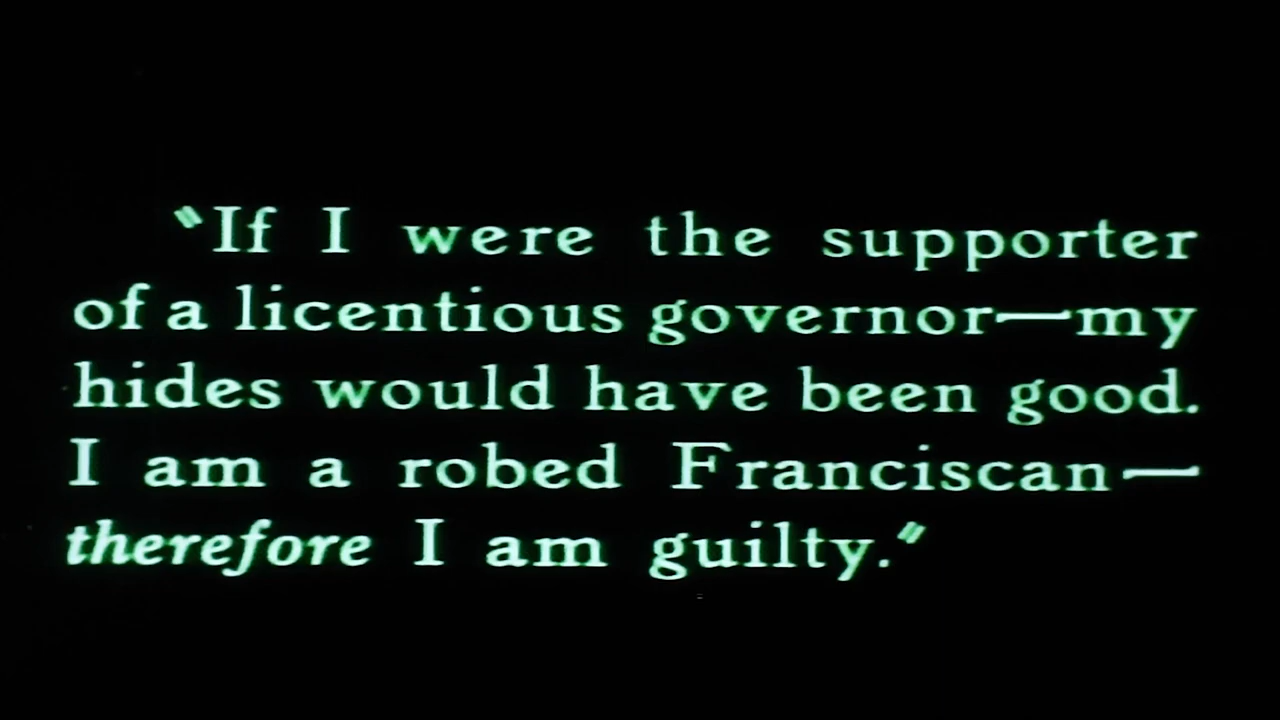 "If I were the supporter
of a licentious governor—my
hides would have been good.
I am a robed Franciscan—
therefore I am guilty."